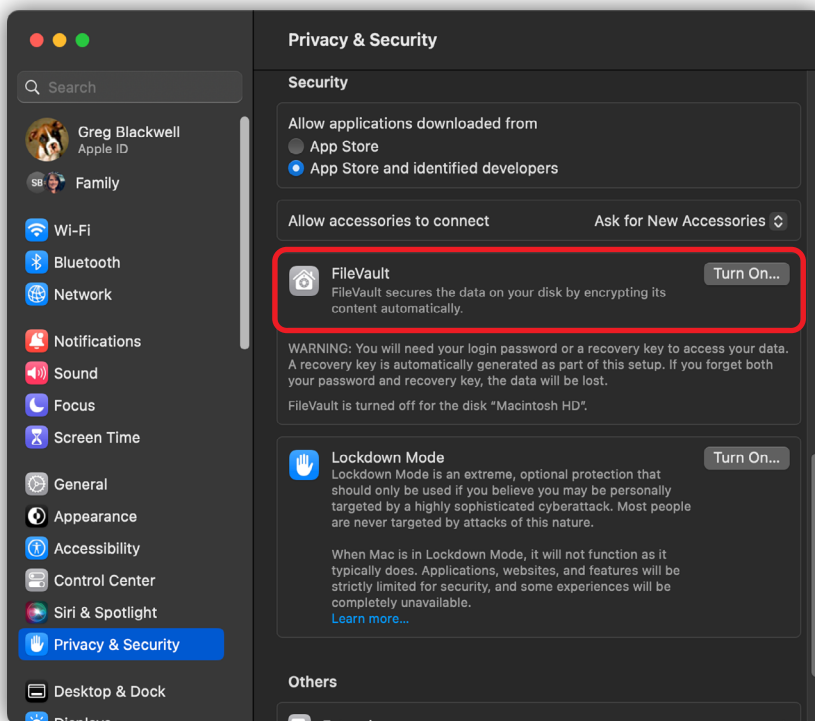 Privacy & Security
Search
Greg Blackwell
Apple ID
SB
Family
Wi-Fi
Bluetooth
Network
Notifications
Sound
Focus
Screen Time
General
Appearance
Accessibility
Control Center
Siri & Spotlight
Privacy & Security
Desktop & Dock
Displays
Security
Allow applications downloaded from
App Store
App Store and identified developers
Allow accessories to connect
Ask for New Accessories
FileVault
Turn On...
FileVault secures the data on your disk by encrypting its
content automatically.
WARNING: You will need your login password or a recovery key to access your data.
A recovery key is automatically generated as part of this setup. If you forget both
your password and recovery key, the data will be lost.
FileVault is turned off for the disk “Macintosh HD”.
Lockdown Mode
Turn On...
Lockdown Mode is an extreme, optional protection that
should only be used if you believe you may be personally
targeted by a highly sophisticated cyberattack. Most people
are never targeted by attacks of this nature.
When Mac is in Lockdown Mode, it will not function as it
typically does. Applications, websites, and features will be
strictly limited for security, and some experiences will be
completely unavailable.
Learn more...
Others